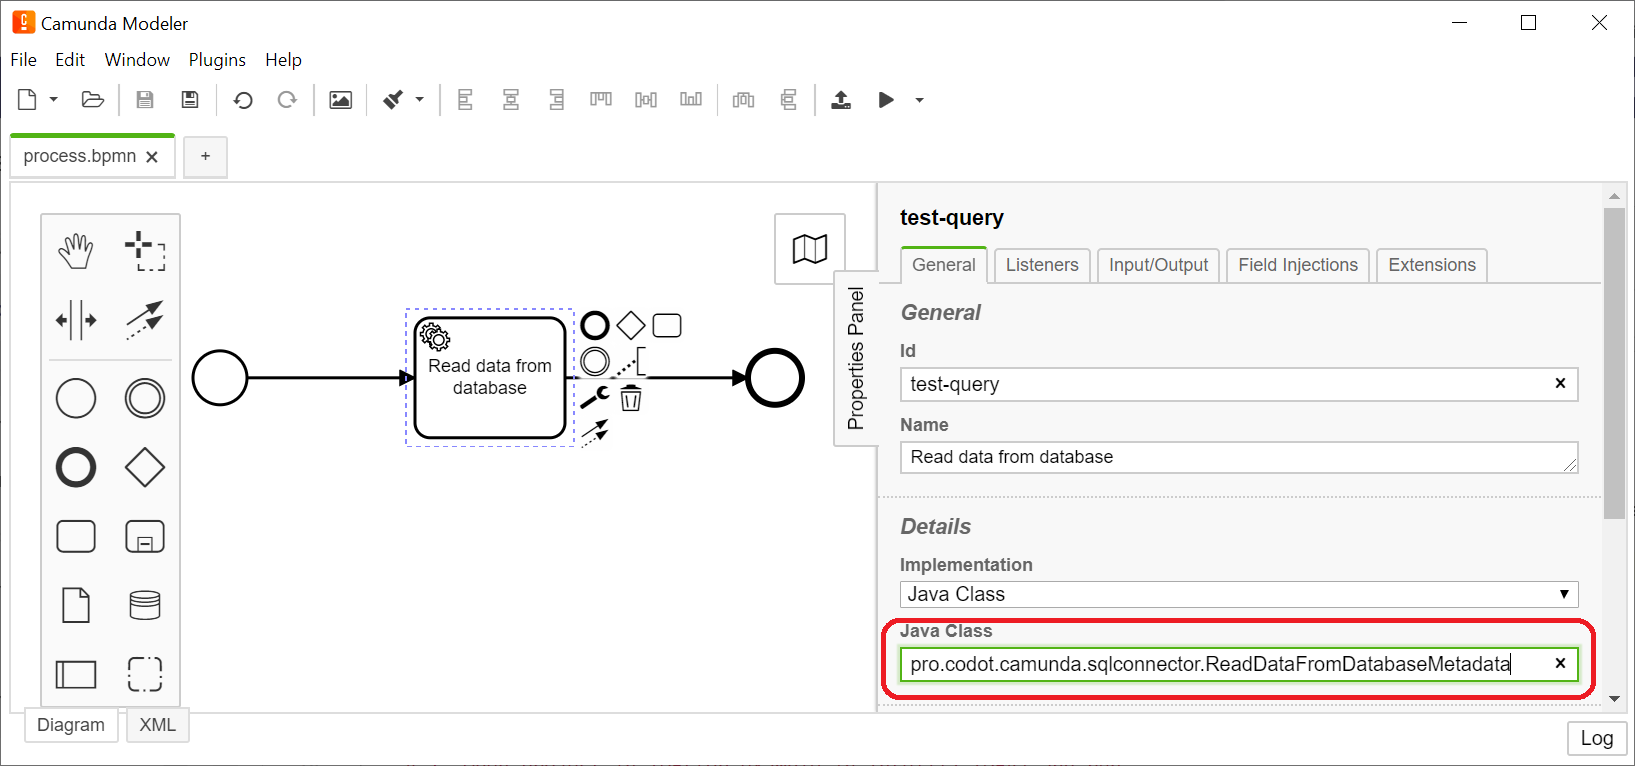 Camunda Modeler
File Edit Window Plugins Help
process.bpmn
+
Read data from
database
Properties Panel
test-query
General Listeners Input/Output Field Injections Extensions
General
Id
test-query
Name
Read data from database
Details
Implementation
Java Class
Java Class
pro.codot.camunda.sqlconnector.ReadDataFromDatabaseMetadata
Diagram XML
Log